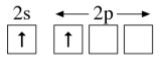 2s ← 2p →
↑ ↑